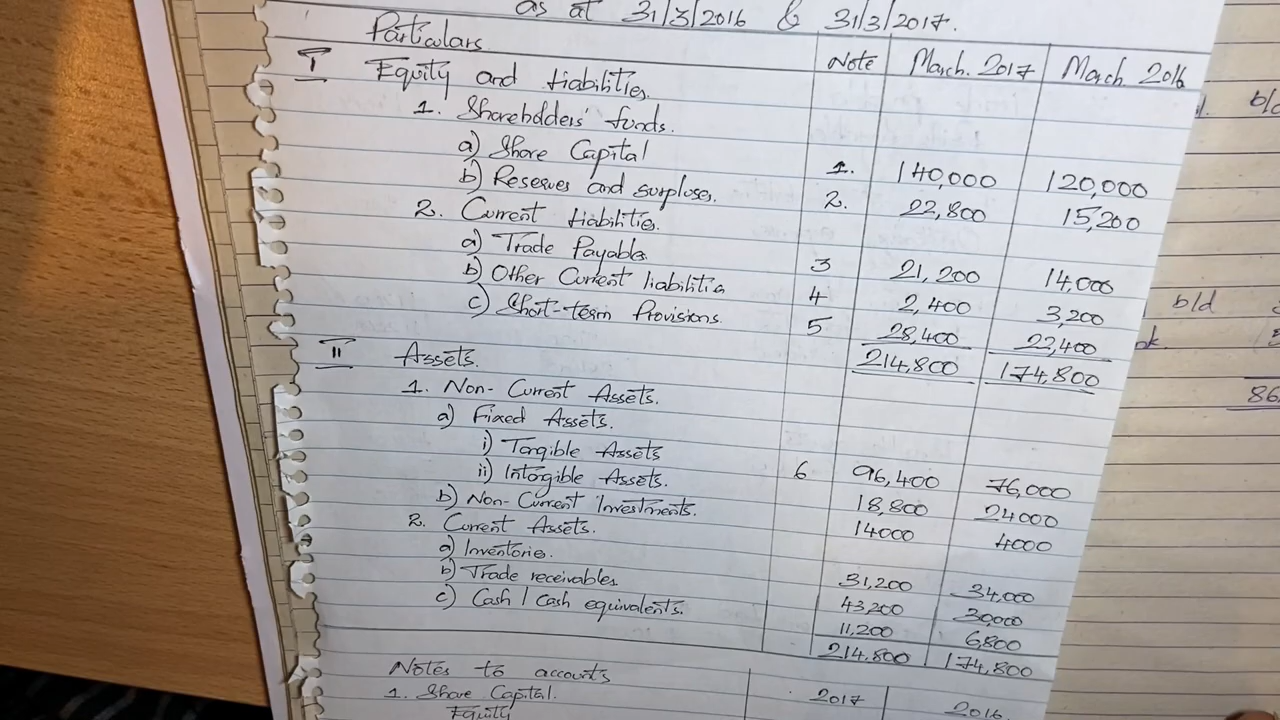 as at 31/3/2016 & 31/3/2017.
Particulars. Note March. 2017 March 2016
I Equity and Liabilities.
1. Shareholders' funds.
a) Share Capital 1. 140,000 120,000
b) Reserves and surpluses. 2. 22,800 15,200
2. Current Liabilities.
a) Trade Payables 3 21,200 14,000
b) Other Current liabilitis 4 2,400 3,200
c) Short-term Provisions. 5 28,400 22,400
214,800 174,800
II Assets.
1. Non-Current Assets.
a) Fixed Assets.
i) Tangible Assets 6 96,400 76,000
ii) Intangible Assets. 18,800 24000
b) Non-Current Investments. 14000 4000
2. Current Assets.
a) Inventories. 31,200 34,000
b) Trade receivables 43,200 30000
c) Cash / Cash equivalents. 11,200 6,800
214,800 174,800
Notes to accounts
1. Share Capital. 2017 2016.
Equity
b/d
86